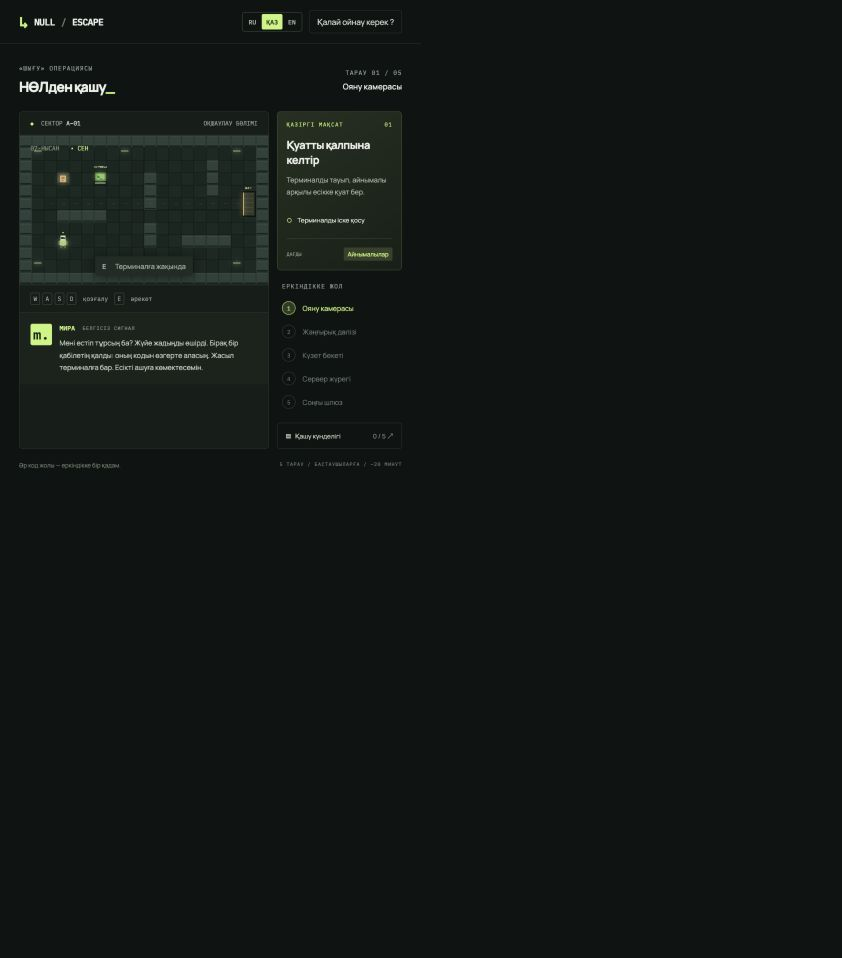 NULL / ESCAPE
RU ҚАЗ EN
Қалай ойнау керек ?
«ШЫҒУ» ОПЕРАЦИЯСЫ
НӨЛден қашу_
ТАРАУ 01 / 05
Ояну камерасы
СЕКТОР A-01
ОҚШАУЛАУ БӨЛІМІ
07-НЫСАН
СЕН
E Терминалға жақында
W A S D қозғалу E әрекет
m.
МИРА БЕЛГІСІЗ СИГНАЛ
Мені естіп тұрсың ба? Жүйе жадыңды өшірді. Бірақ бір
қабілетің қалды: оның кодын өзгерте аласың. Жасыл
терминалға бар. Есікті ашуға көмектесемін.
ҚАЗІРГІ МАҚСАТ 01
Қуатты қалпына
келтір
Терминалды тауып, айнымалы
арқылы есікке қуат бер.
Терминалды іске қосу
ДАҒДЫ
Айнымалылар
ЕРКІНДІККЕ ЖОЛ
1 Ояну камерасы
2 Жаңғырық дәлізі
3 Күзет бекеті
4 Сервер жүрегі
5 Соңғы шлюз
Қашу күнделігі 0 / 5 ↗
Әр код жолы — еркіндікке бір қадам.
5 ТАРАУ / БАСТАУШЫЛАРҒА / ~20 МИНУТ